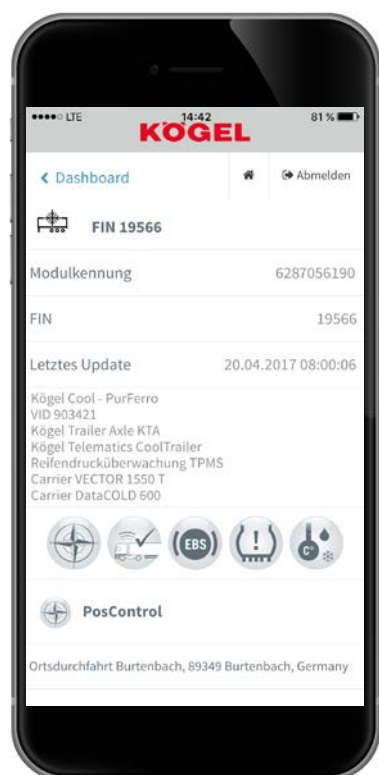 LTE 14:42 81 %
KÖGEL
Dashboard Abmelden
FIN 19566
Modulkennung 6287056190
FIN 19566
Letztes Update 20.04.2017 08:00:06
Kögel Cool - PurFerro
VID 903421
Kögel Trailer Axle KTA
Kögel Telematics CoolTrailer
Reifendrucküberwachung TPMS
Carrier VECTOR 1550 T
Carrier DataCOLD 600
EBS ! C°
PosControl
Ortsdurchfahrt Burtenbach, 89349 Burtenbach, Germany